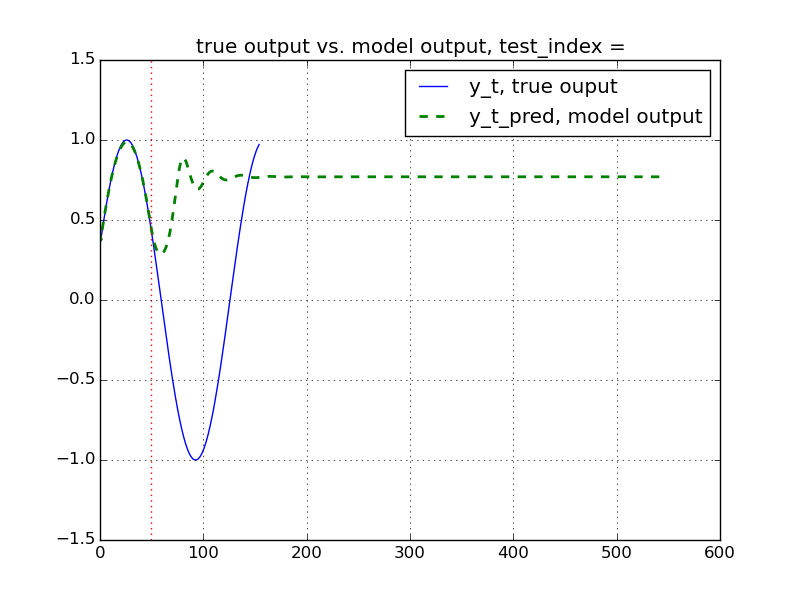 true output vs. model output, test_index =
y_t, true ouput
y_t_pred, model output
1.5
1.0
0.5
0.0
−0.5
−1.0
−1.5
0 100 200 300 400 500 600